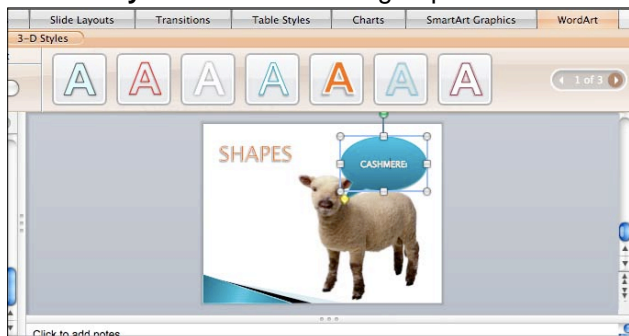 Slide Layouts Transitions Table Styles Charts SmartArt Graphics WordArt
3-D Styles
A A A A A A A
1 of 3
SHAPES
CASHMERE
Click to add notes